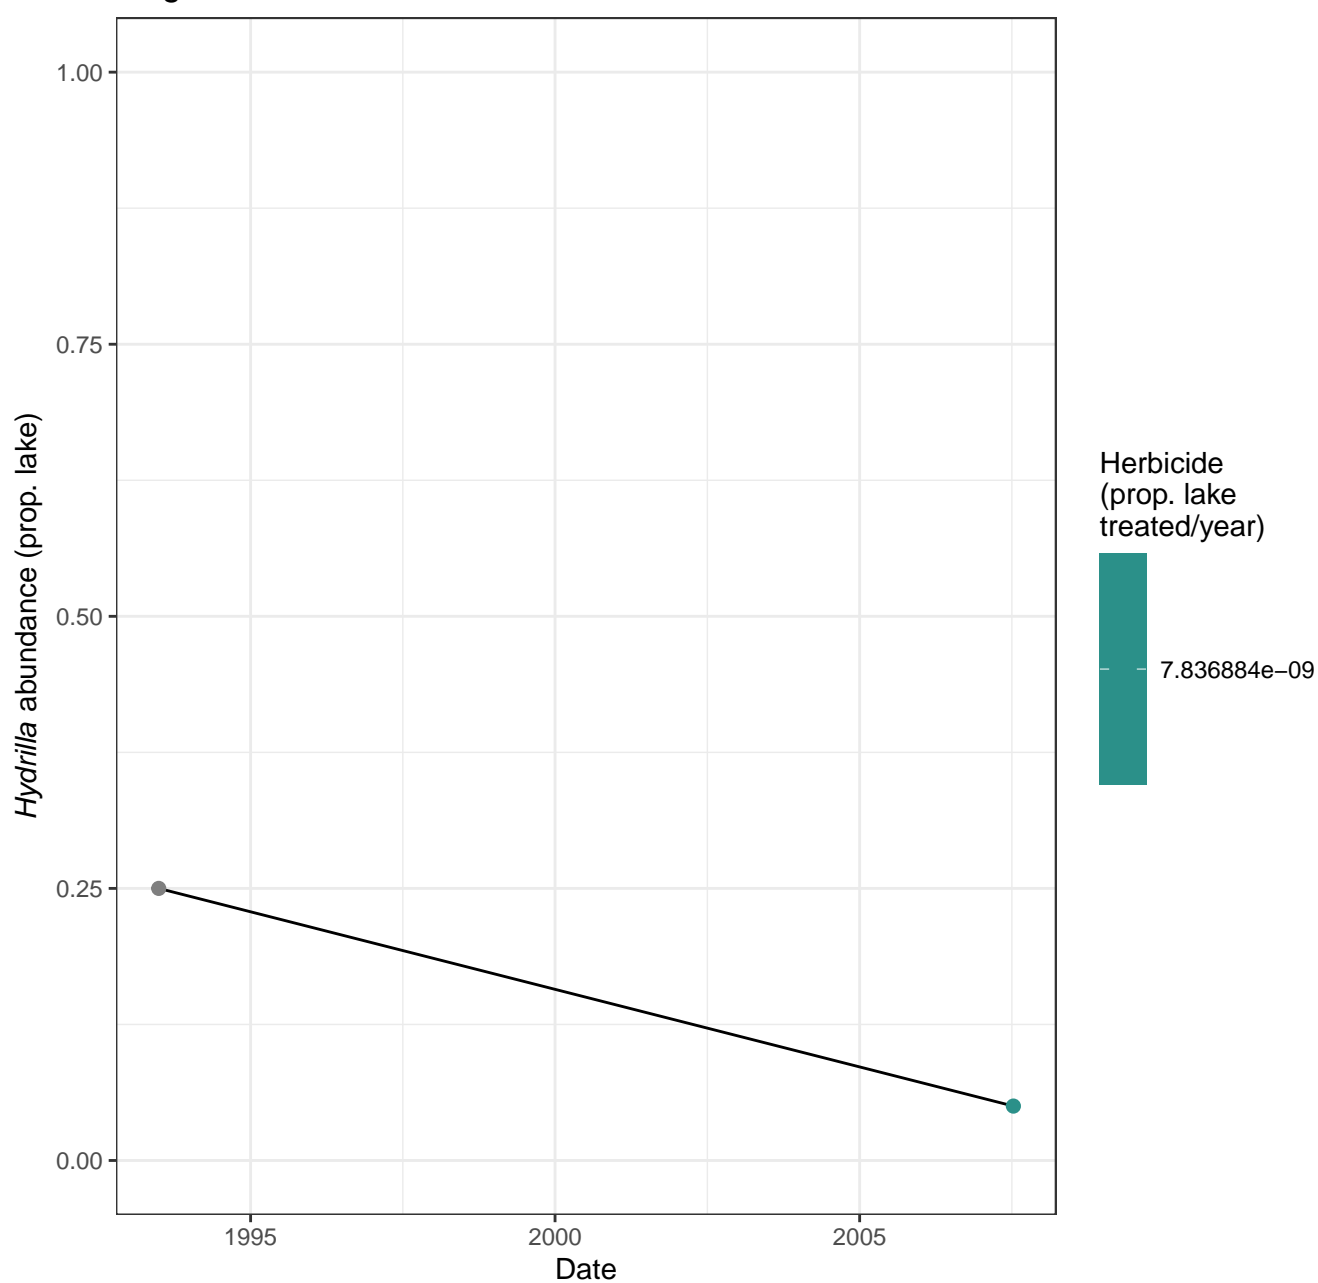 1.00
0.75
0.50
0.25
0.00
Hydrilla abundance (prop. lake)
1995 2000 2005
Date
Herbicide
(prop. lake
treated/year)
7.836884e−09